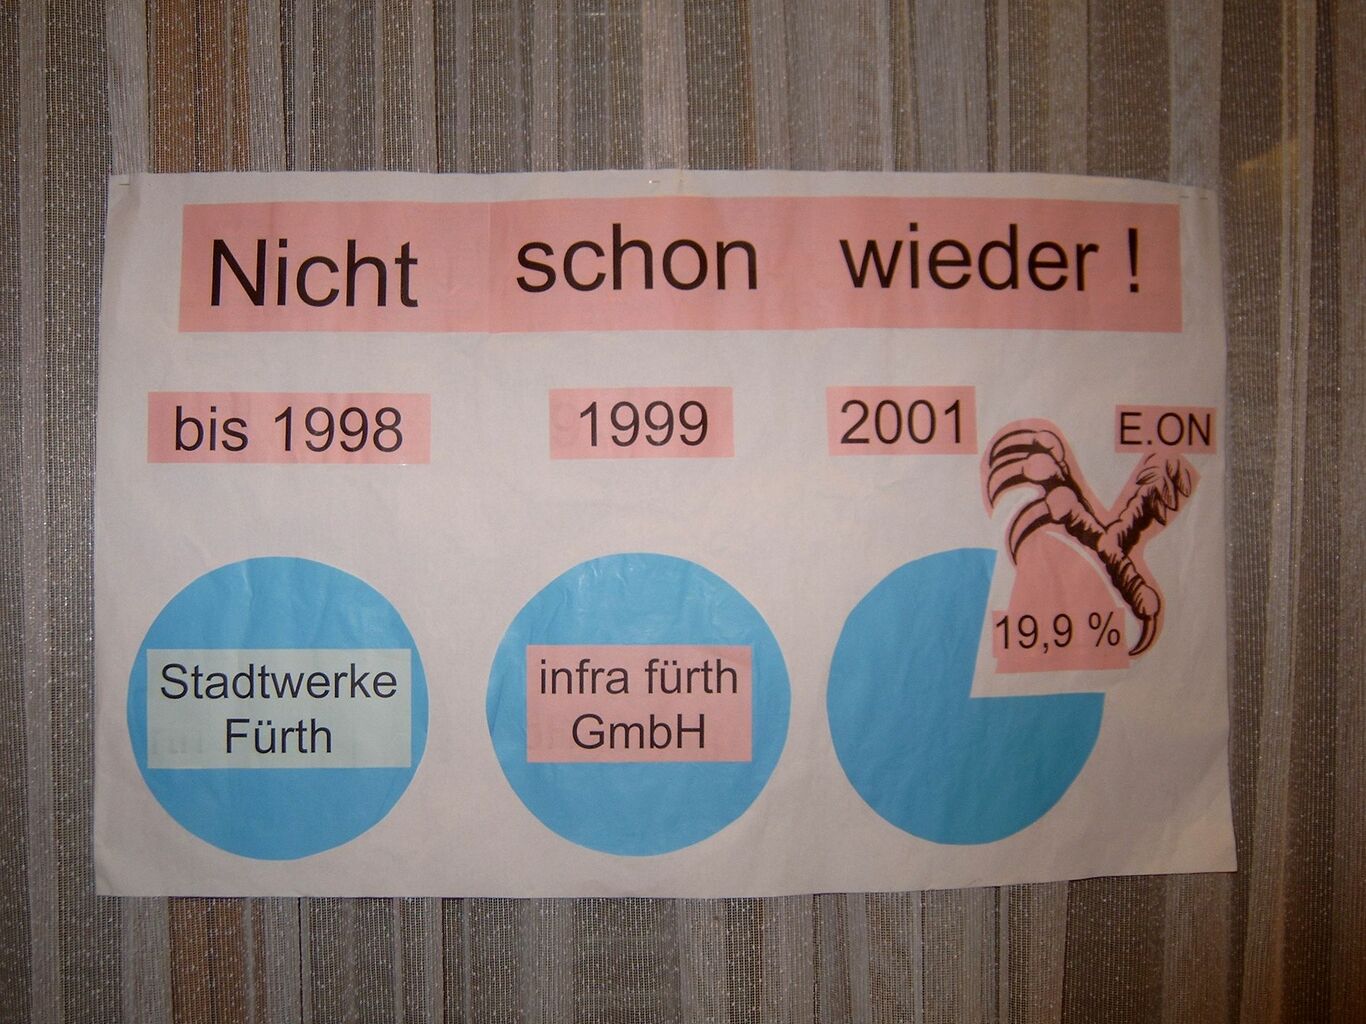 Nicht schon wieder !
bis 1998
1999
2001
E.ON
19,9 %
Stadtwerke
Fürth
infra fürth
GmbH